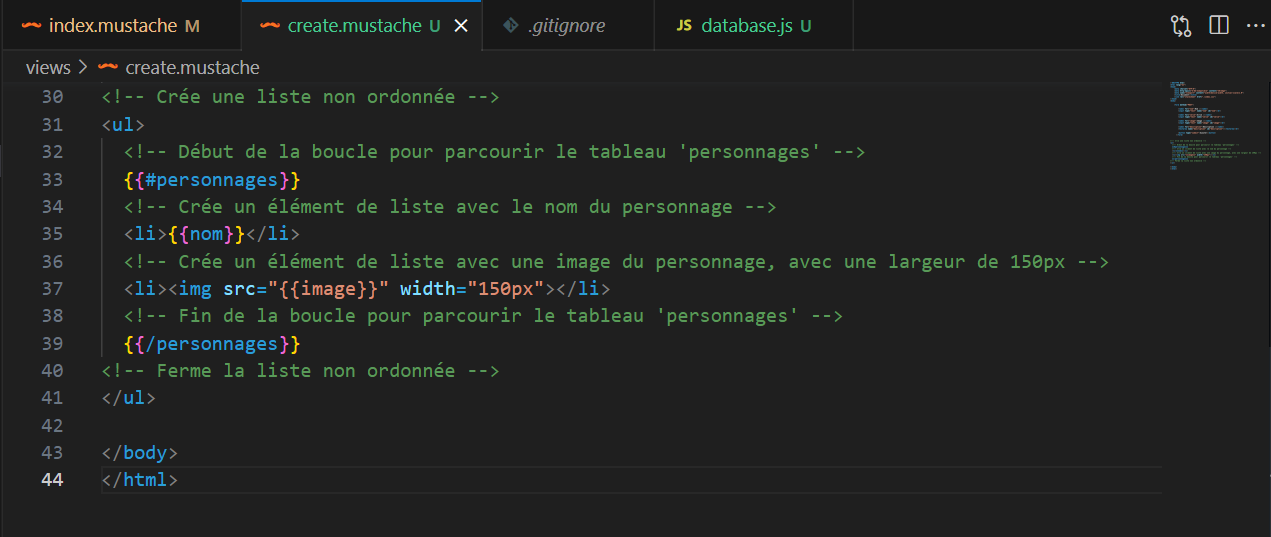 index.mustache M create.mustache U .gitignore JS database.js U
views > create.mustache
30 <!-- Crée une liste non ordonnée -->
31 <ul>
32 <!-- Début de la boucle pour parcourir le tableau 'personnages' -->
33 {{#personnages}}
34 <!-- Crée un élément de liste avec le nom du personnage -->
35 <li>{{nom}}</li>
36 <!-- Crée un élément de liste avec une image du personnage, avec une largeur de 150px -->
37 <li><img src="{{image}}" width="150px"></li>
38 <!-- Fin de la boucle pour parcourir le tableau 'personnages' -->
39 {{/personnages}}
40 <!-- Ferme la liste non ordonnée -->
41 </ul>
42
43 </body>
44 </html>